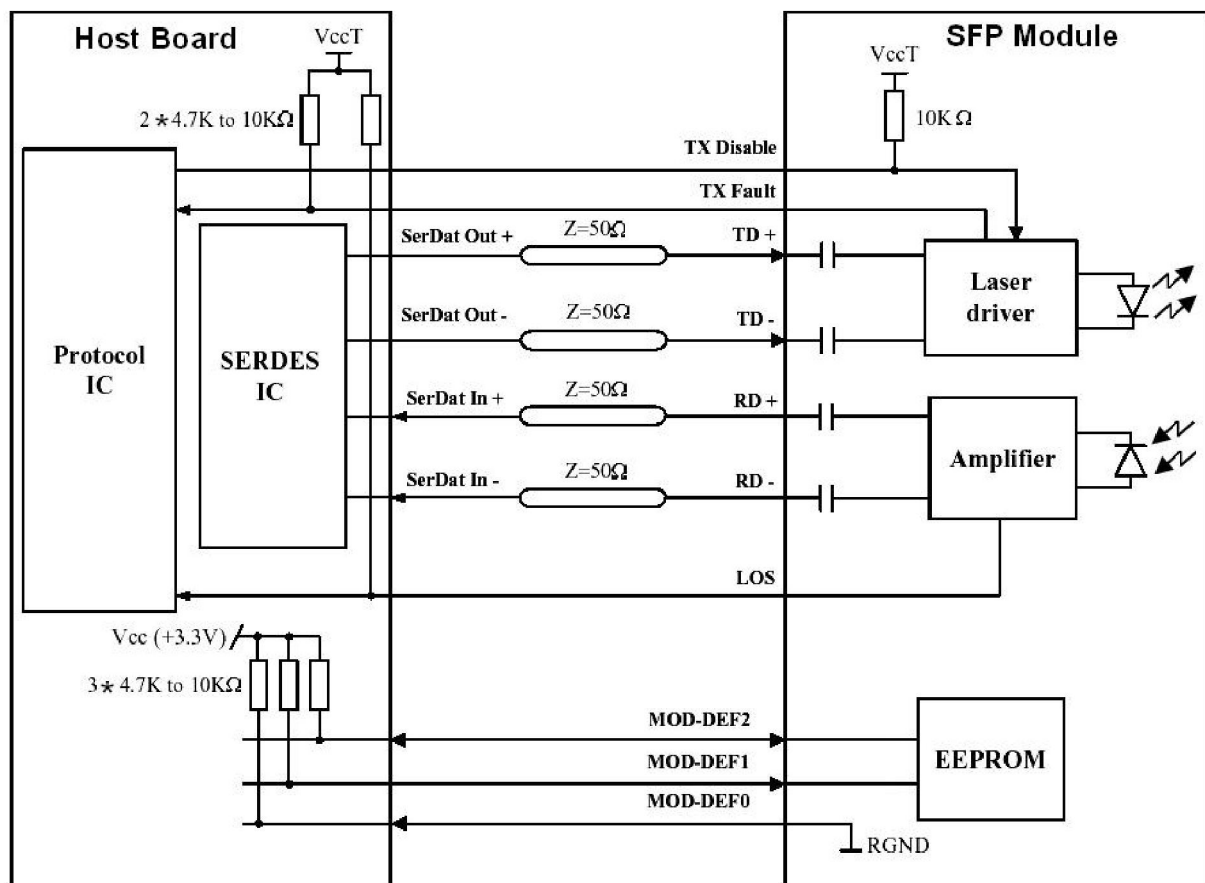 Host Board
SFP Module
VccT
VccT
2*4.7K to 10KΩ
10KΩ
TX Disable
TX Fault
SerDat Out +
Z=50Ω
TD +
Laser
driver
SerDat Out -
Z=50Ω
TD -
Protocol
IC
SERDES
IC
SerDat In +
Z=50Ω
RD +
Amplifier
SerDat In -
Z=50Ω
RD -
LOS
Vcc (+3.3V)
3*4.7K to 10KΩ
MOD-DEF2
EEPROM
MOD-DEF1
MOD-DEF0
RGND